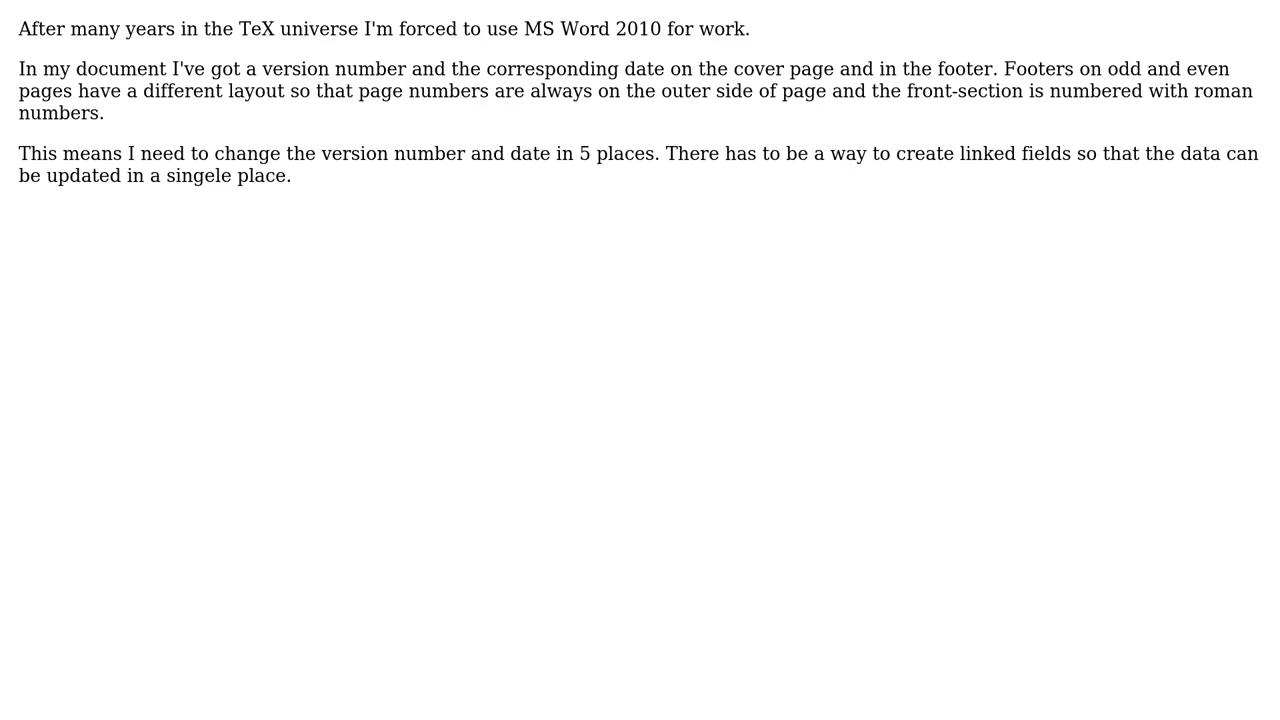 After many years in the TeX universe I'm forced to use MS Word 2010 for work.
In my document I've got a version number and the corresponding date on the cover page and in the footer. Footers on odd and even
pages have a different layout so that page numbers are always on the outer side of page and the front-section is numbered with roman
numbers.
This means I need to change the version number and date in 5 places. There has to be a way to create linked fields so that the data can
be updated in a singele place.